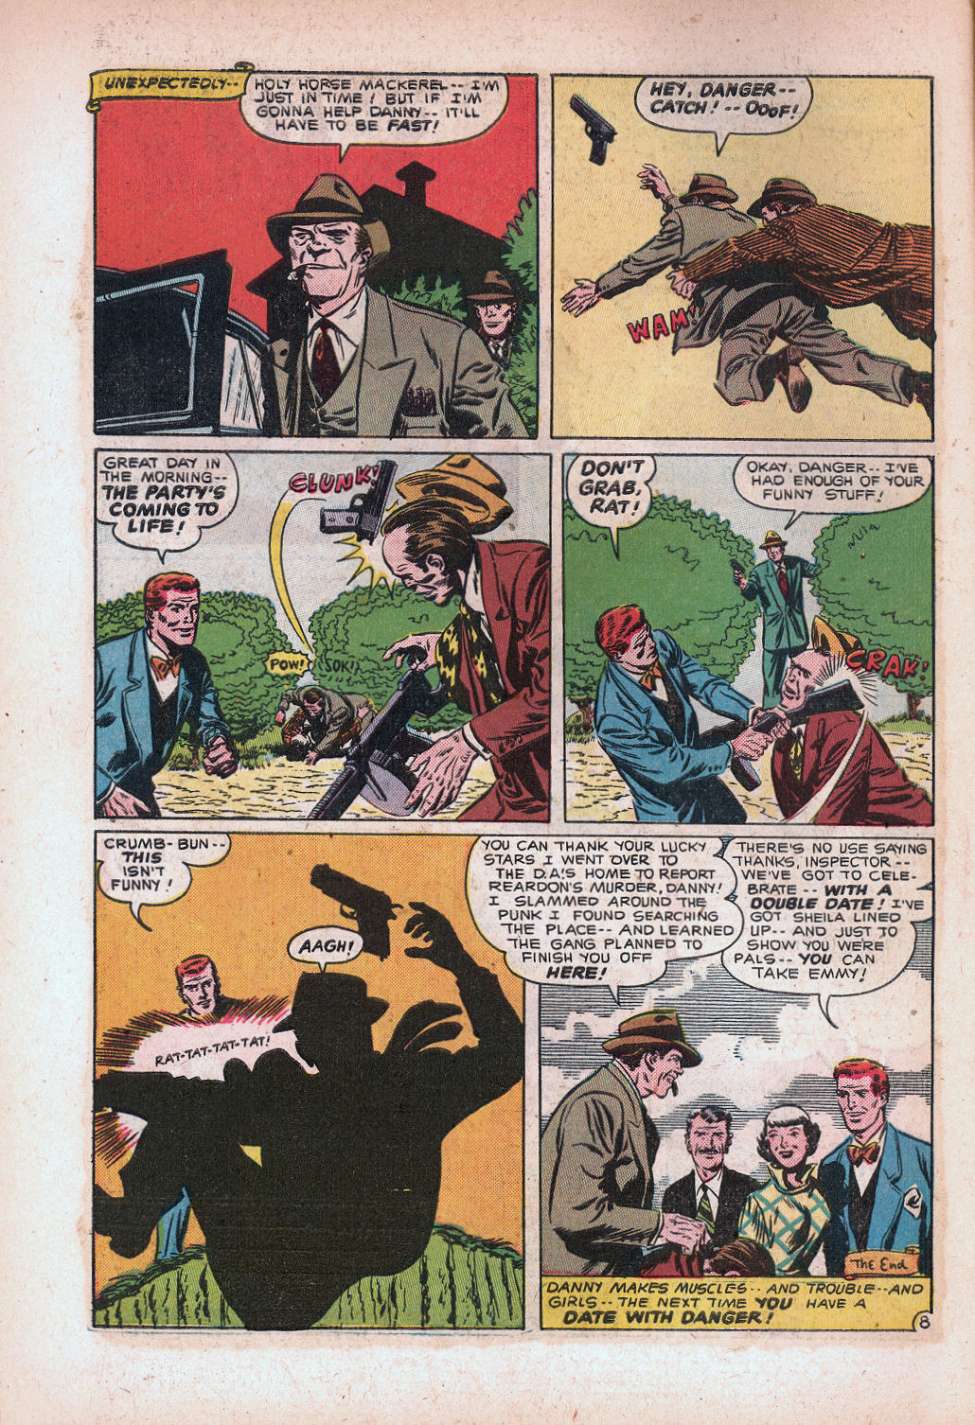 UNEXPECTEDLY--
HOLY HORSE MACKEREL-- I'M
JUST IN TIME! BUT IF I'M
GONNA HELP DANNY-- IT'LL
HAVE TO BE FAST!
HEY, DANGER--
CATCH! -- OOOF!
WAM!
GREAT DAY IN
THE MORNING--
THE PARTY'S
COMING TO
LIFE!
CLUNK!
POW!
SOK!
DON'T
GRAB,
RAT!
OKAY, DANGER-- I'VE
HAD ENOUGH OF YOUR
FUNNY STUFF!
CRAK!
CRUMB-BUN--
THIS
ISN'T
FUNNY!
AAGH!
RAT-TAT-TAT-TAT!
YOU CAN THANK YOUR LUCKY
STARS I WENT OVER TO
THE D.A.'S HOME TO REPORT
REARDON'S MURDER, DANNY!
I SLAMMED AROUND THE
PUNK I FOUND SEARCHING
THE PLACE-- AND LEARNED
THE GANG PLANNED TO
FINISH YOU OFF
HERE!
THERE'S NO USE SAYING
THANKS, INSPECTOR--
WE'VE GOT TO CELE-
BRATE -- WITH A
DOUBLE DATE! I'VE
GOT SHEILA LINED
UP-- AND JUST TO
SHOW YOU WE'RE
PALS-- YOU CAN
TAKE EMMY!
THE End
DANNY MAKES MUSCLES-- AND TROUBLE--AND
GIRLS-- THE NEXT TIME YOU HAVE A
DATE WITH DANGER!
8